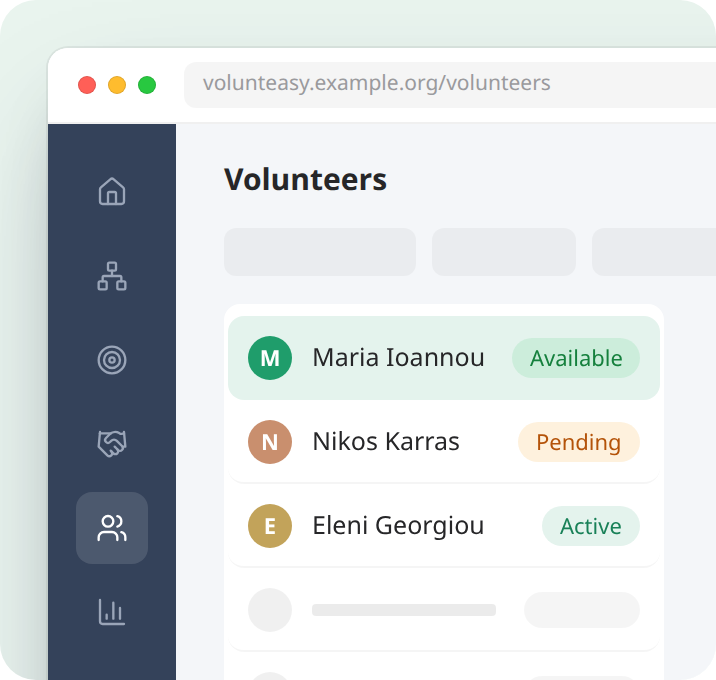 volunteasy.example.org/volunteers
Volunteers
M Maria Ioannou Available
N Nikos Karras Pending
E Eleni Georgiou Active